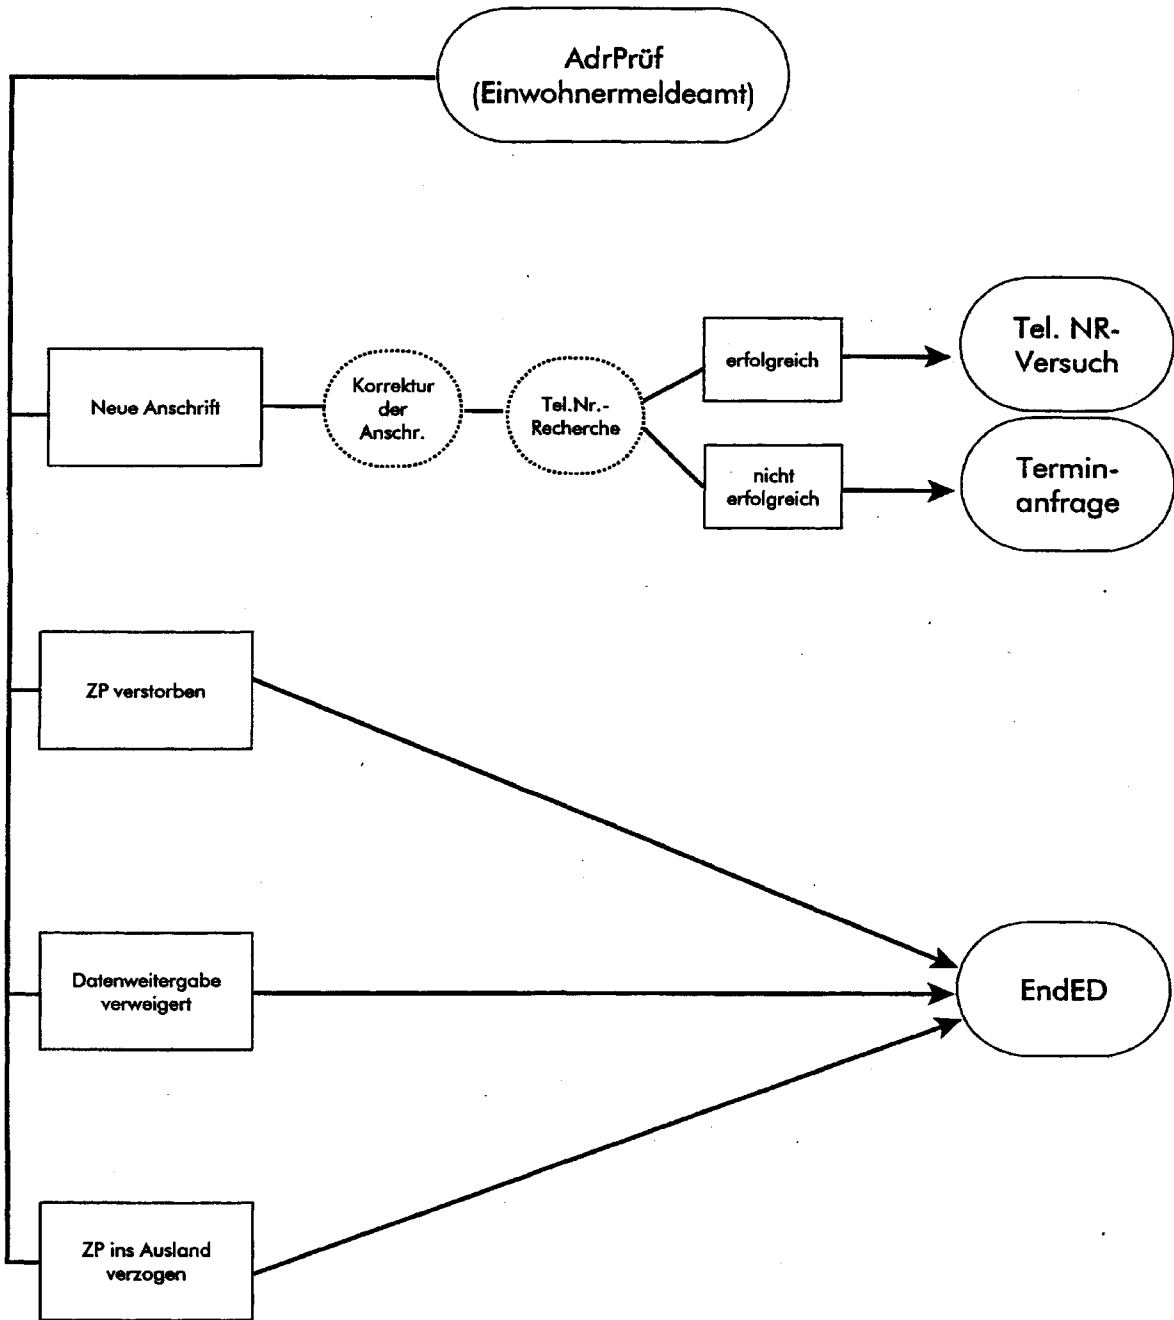 AdrPrüf
(Einwohnermeldeamt)
Neue Anschrift
Korrektur
der
Anschr.
Tel.Nr.-
Recherche
erfolgreich
Tel. NR-
Versuch
nicht
erfolgreich
Termin-
anfrage
ZP verstorben
Datenweitergabe
verweigert
EndED
ZP ins Ausland
verzogen